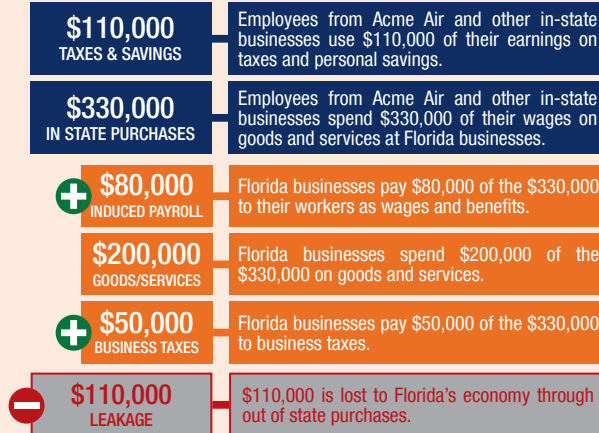 $110,000
TAXES & SAVINGS
Employees from Acme Air and other in-state
businesses use $110,000 of their earnings on
taxes and personal savings.
$330,000
IN STATE PURCHASES
Employees from Acme Air and other in-state
businesses spend $330,000 of their wages on
goods and services at Florida businesses.
$80,000
INDUCED PAYROLL
Florida businesses pay $80,000 of the $330,000
to their workers as wages and benefits.
$200,000
GOODS/SERVICES
Florida businesses spend $200,000 of the
$330,000 on goods and services.
$50,000
BUSINESS TAXES
Florida businesses pay $50,000 of the $330,000
to business taxes.
$110,000
LEAKAGE
$110,000 is lost to Florida's economy through
out of state purchases.